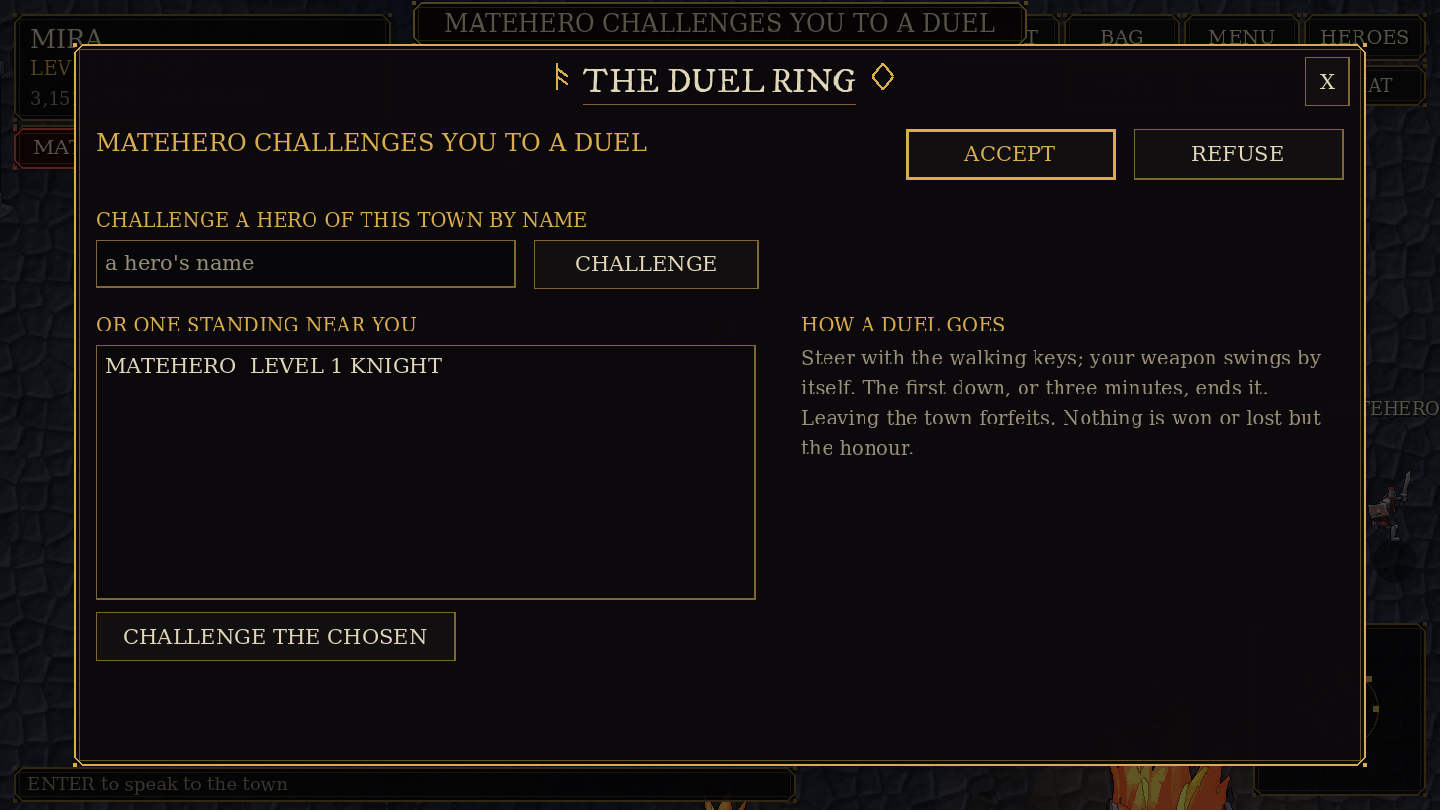 MATEHERO CHALLENGES YOU TO A DUEL
MIRA
BAG
MENU
HEROES
THE DUEL RING
X
MATEHERO CHALLENGES YOU TO A DUEL
ACCEPT
REFUSE
CHALLENGE A HERO OF THIS TOWN BY NAME
a hero's name
CHALLENGE
OR ONE STANDING NEAR YOU
MATEHERO LEVEL 1 KNIGHT
CHALLENGE THE CHOSEN
HOW A DUEL GOES
Steer with the walking keys; your weapon swings by
itself. The first down, or three minutes, ends it.
Leaving the town forfeits. Nothing is won or lost but
the honour.
ENTER to speak to the town